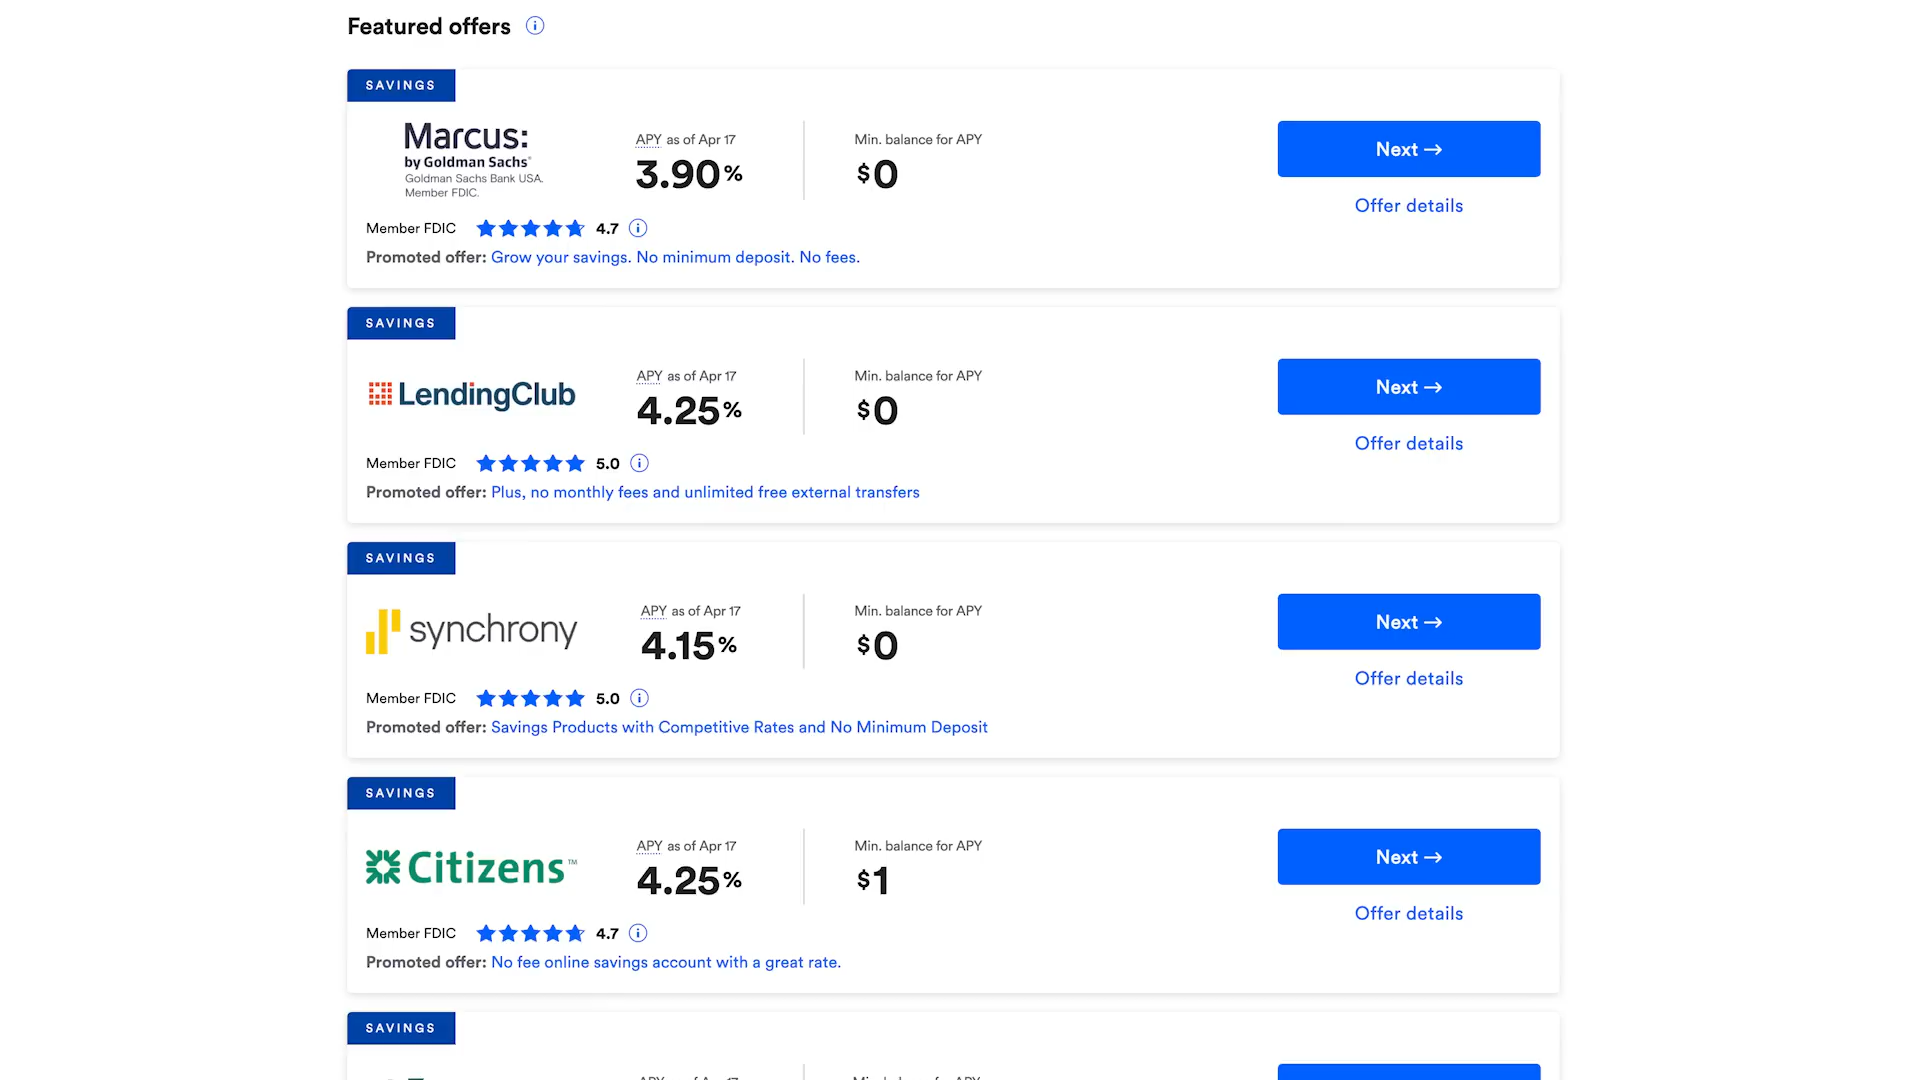 Featured offers
SAVINGS
Marcus:
by Goldman Sachs®
Goldman Sachs Bank USA.
Member FDIC.
APY as of Apr 17
3.90%
Min. balance for APY
$0
Next →
Offer details
Member FDIC 4.7
Promoted offer: Grow your savings. No minimum deposit. No fees.
SAVINGS
LendingClub
APY as of Apr 17
4.25%
Min. balance for APY
$0
Next →
Offer details
Member FDIC 5.0
Promoted offer: Plus, no monthly fees and unlimited free external transfers
SAVINGS
synchrony
APY as of Apr 17
4.15%
Min. balance for APY
$0
Next →
Offer details
Member FDIC 5.0
Promoted offer: Savings Products with Competitive Rates and No Minimum Deposit
SAVINGS
Citizens™
APY as of Apr 17
4.25%
Min. balance for APY
$1
Next →
Offer details
Member FDIC 4.7
Promoted offer: No fee online savings account with a great rate.
SAVINGS